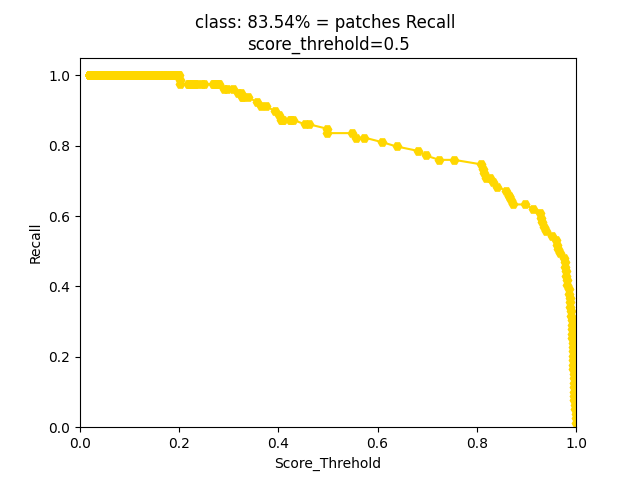 class: 83.54% = patches Recall
score_threhold=0.5
1.0
0.8
0.6
0.4
0.2
0.0
Recall
0.0 0.2 0.4 0.6 0.8 1.0
Score_Threhold